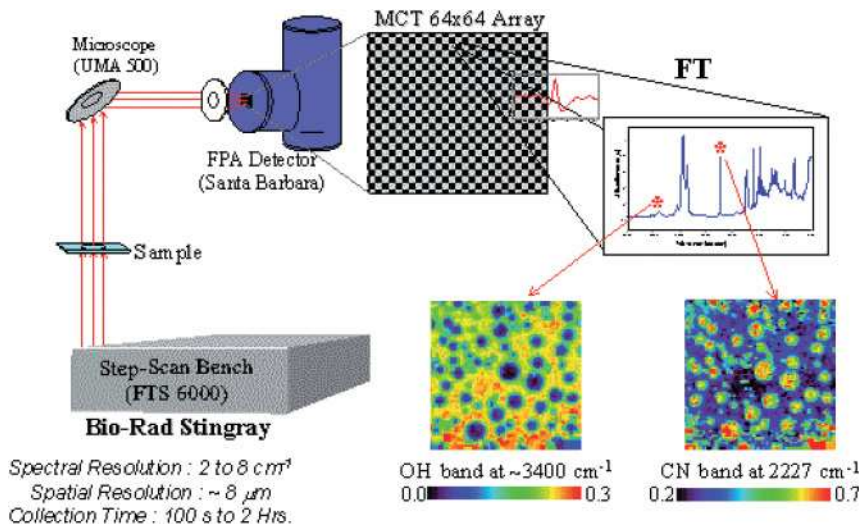 MCT 64x64 Array
Microscope
(UMA 500)
FT
FPA Detector
(Santa Barbara)
Sample
Step-Scan Bench
(FTS 6000)
Bio-Rad Stingray
Spectral Resolution : 2 to 8 cm⁻¹
Spatial Resolution : ~ 8 µm
Collection Time : 100 s to 2 Hrs.
OH band at ~3400 cm⁻¹
0.0 0.3
CN band at 2227 cm⁻¹
0.2 0.7